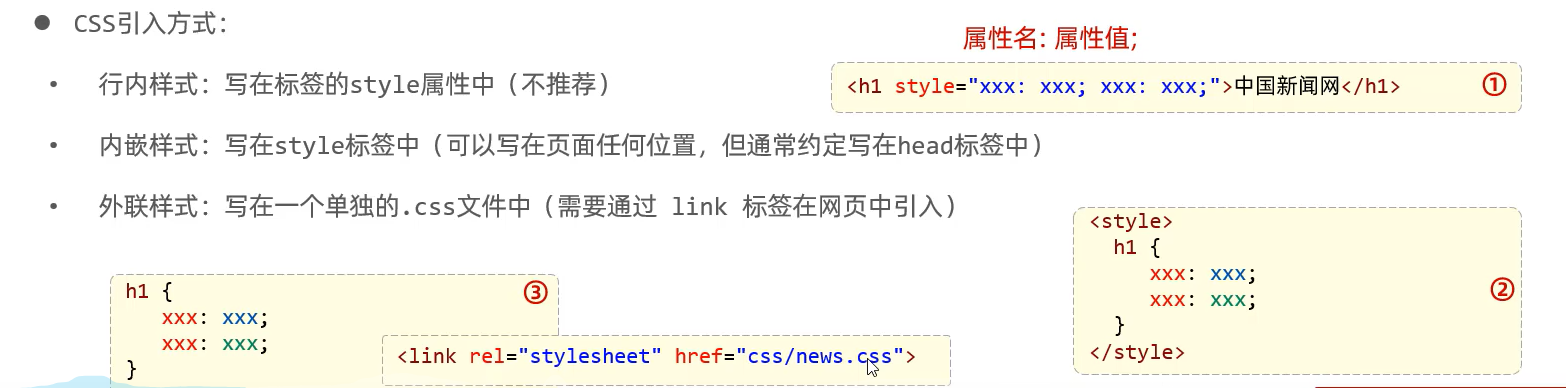 ● CSS引入方式：
• 行内样式：写在标签的style属性中（不推荐）
• 内嵌样式：写在style标签中（可以写在页面任何位置，但通常约定写在head标签中）
• 外联样式：写在一个单独的.css文件中（需要通过 link 标签在网页中引入）
属性名: 属性值;
<h1 style="xxx: xxx; xxx: xxx;">中国新闻网</h1> ①
<style>
h1 {
xxx: xxx;
xxx: xxx; ②
}
</style>
h1 { ③
xxx: xxx;
xxx: xxx;
}
<link rel="stylesheet" href="css/news.css">